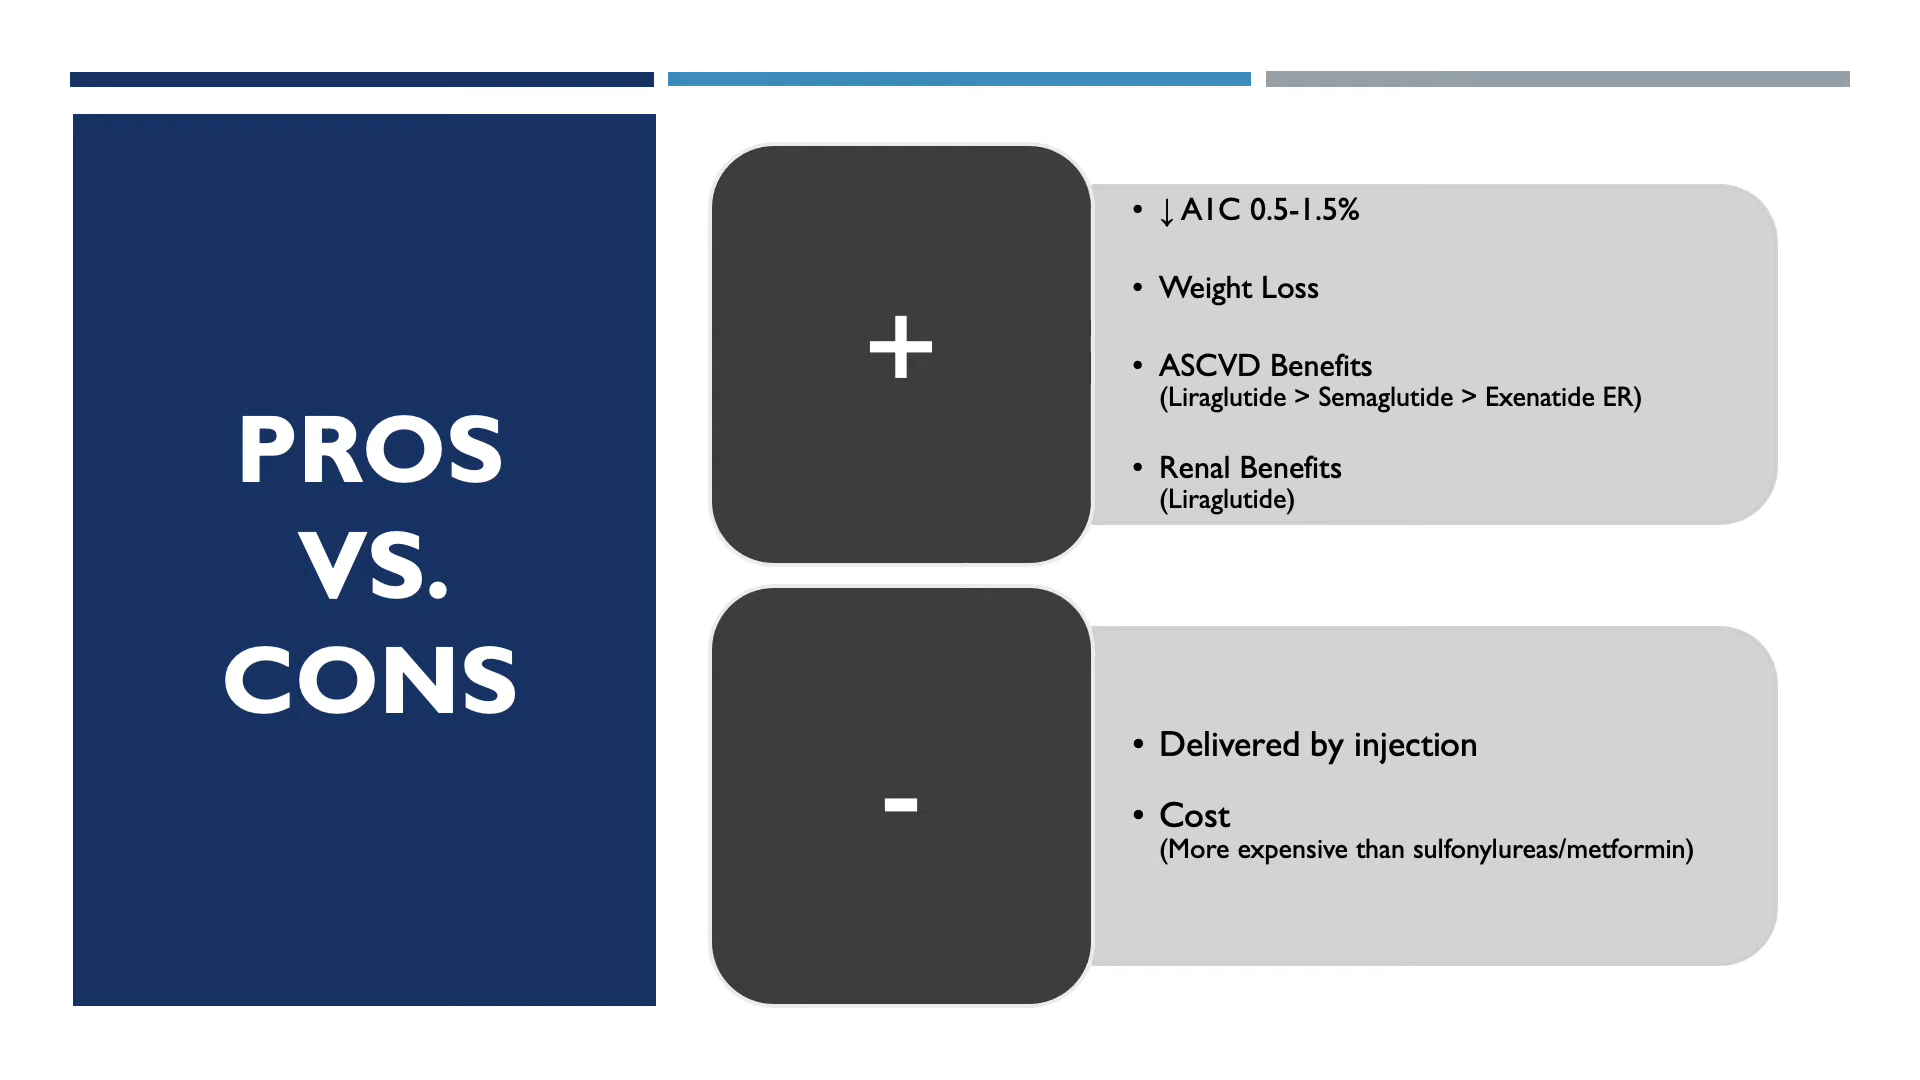 PROS
VS.
CONS
+
• ↓ A1C 0.5-1.5%
• Weight Loss
• ASCVD Benefits
(Liraglutide > Semaglutide > Exenatide ER)
• Renal Benefits
(Liraglutide)
-
• Delivered by injection
• Cost
(More expensive than sulfonylureas/metformin)